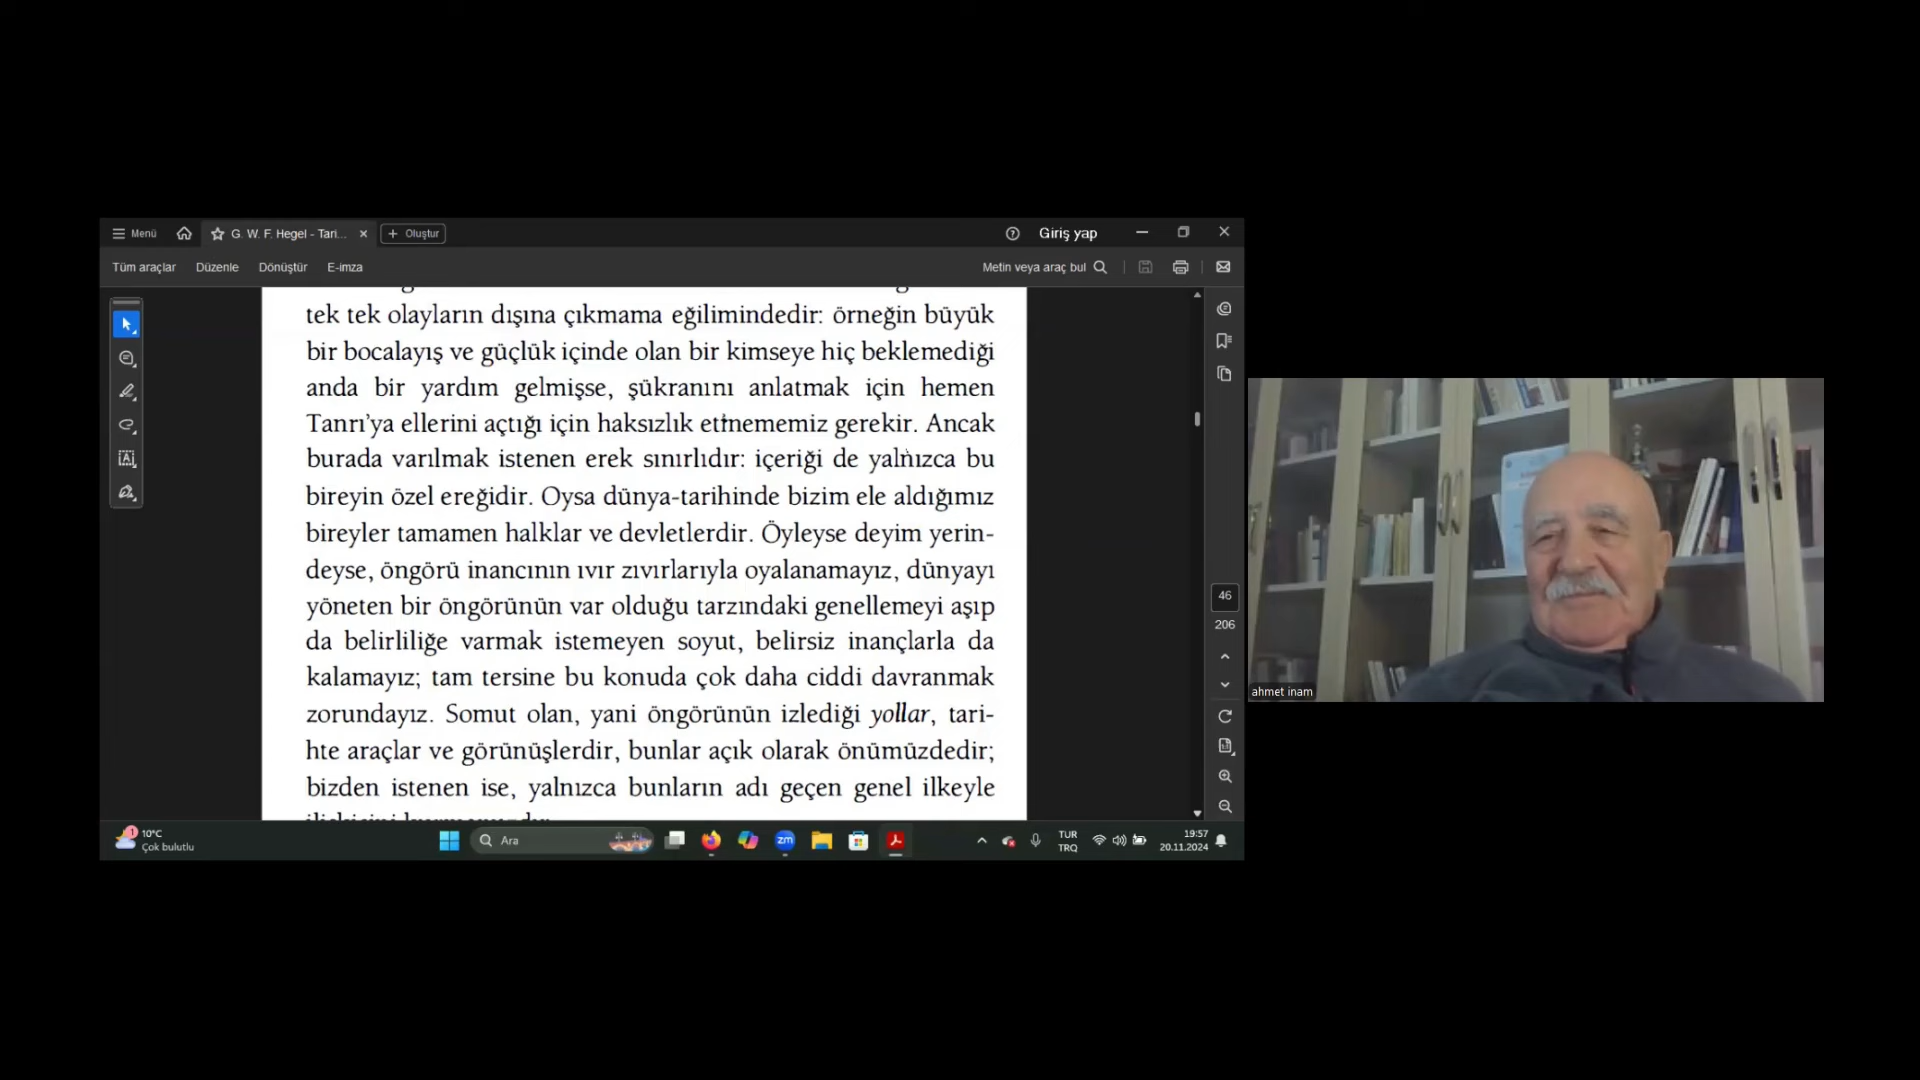 Menü
G. W. F. Hegel - Tari...
Oluştur
Giriş yap
Tüm araçlar Düzenle Dönüştür E-imza
Metin veya araç bul
tek tek olayların dışına çıkmama eğilimindedir: örneğin büyük
bir bocalayış ve güçlük içinde olan bir kimseye hiç beklemediği
anda bir yardım gelmişse, şükranını anlatmak için hemen
Tanrı'ya ellerini açtığı için haksızlık etmememiz gerekir. Ancak
burada varılmak istenen erek sınırlıdır: içeriği de yalnızca bu
bireyin özel ereğidir. Oysa dünya-tarihinde bizim ele aldığımız
bireyler tamamen halklar ve devletlerdir. Öyleyse deyim yerin-
deyse, öngörü inancının ıvır zıvırlarıyla oyalanamayız, dünyayı
yöneten bir öngörünün var olduğu tarzındaki genellemeyi aşıp
da belirliliğe varmak istemeyen soyut, belirsiz inançlarla da
kalamayız; tam tersine bu konuda çok daha ciddi davranmak
zorundayız. Somut olan, yani öngörünün izlediği yollar, tari-
hte araçlar ve görünüşlerdir, bunlar açık olarak önümüzdedir;
bizden istenen ise, yalnızca bunların adı geçen genel ilkeyle
46
206
ahmet inam
1
10°C
Çok bulutlu
Ara
zm
TUR
TRQ
19:57
20.11.2024